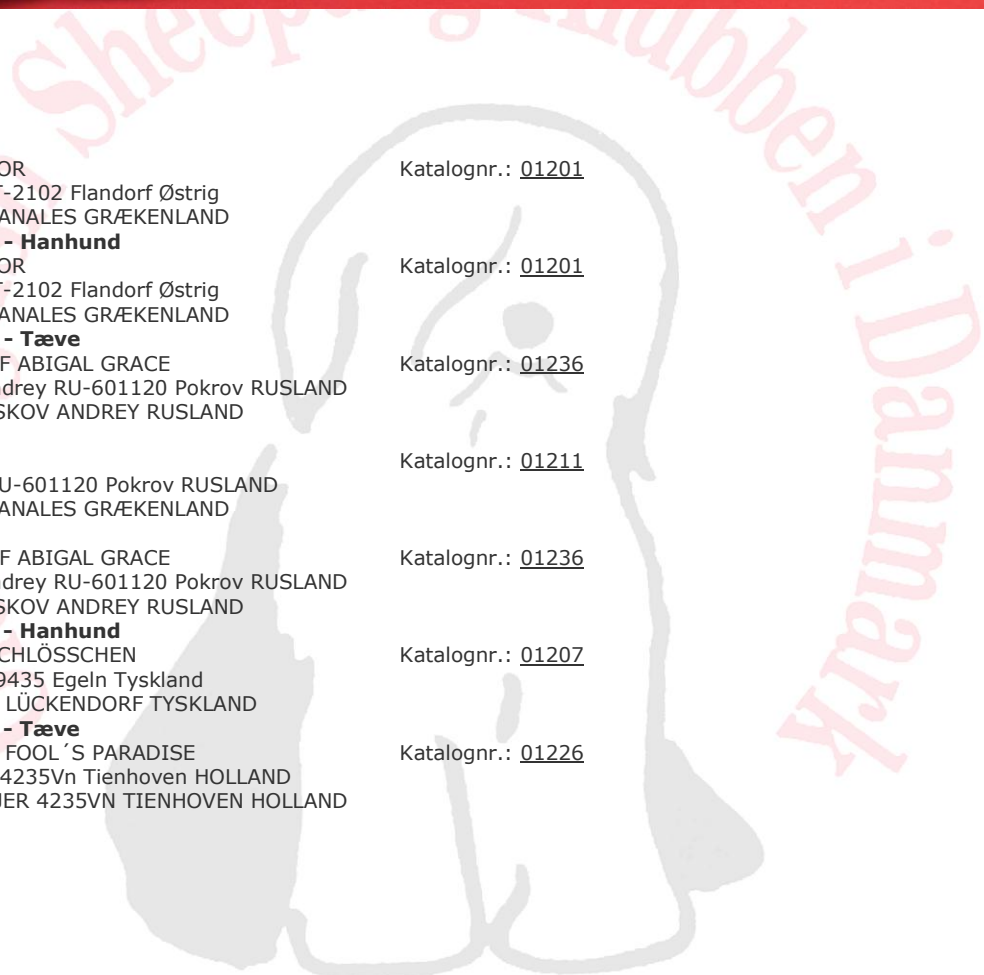 Sheepdog Klubben i Danmark
OR Katalognr.: 01201
T-2102 Flandorf Østrig
ANALES GRÆKENLAND
- Hanhund
OR Katalognr.: 01201
T-2102 Flandorf Østrig
ANALES GRÆKENLAND
- Tæve
F ABIGAL GRACE Katalognr.: 01236
drey RU-601120 Pokrov RUSLAND
SKOV ANDREY RUSLAND
Katalognr.: 01211
U-601120 Pokrov RUSLAND
ANALES GRÆKENLAND
F ABIGAL GRACE Katalognr.: 01236
drey RU-601120 Pokrov RUSLAND
SKOV ANDREY RUSLAND
- Hanhund
CHLÖSSCHEN Katalognr.: 01207
9435 Egeln Tyskland
LÜCKENDORF TYSKLAND
- Tæve
FOOL´S PARADISE Katalognr.: 01226
4235Vn Tienhoven HOLLAND
JER 4235VN TIENHOVEN HOLLAND